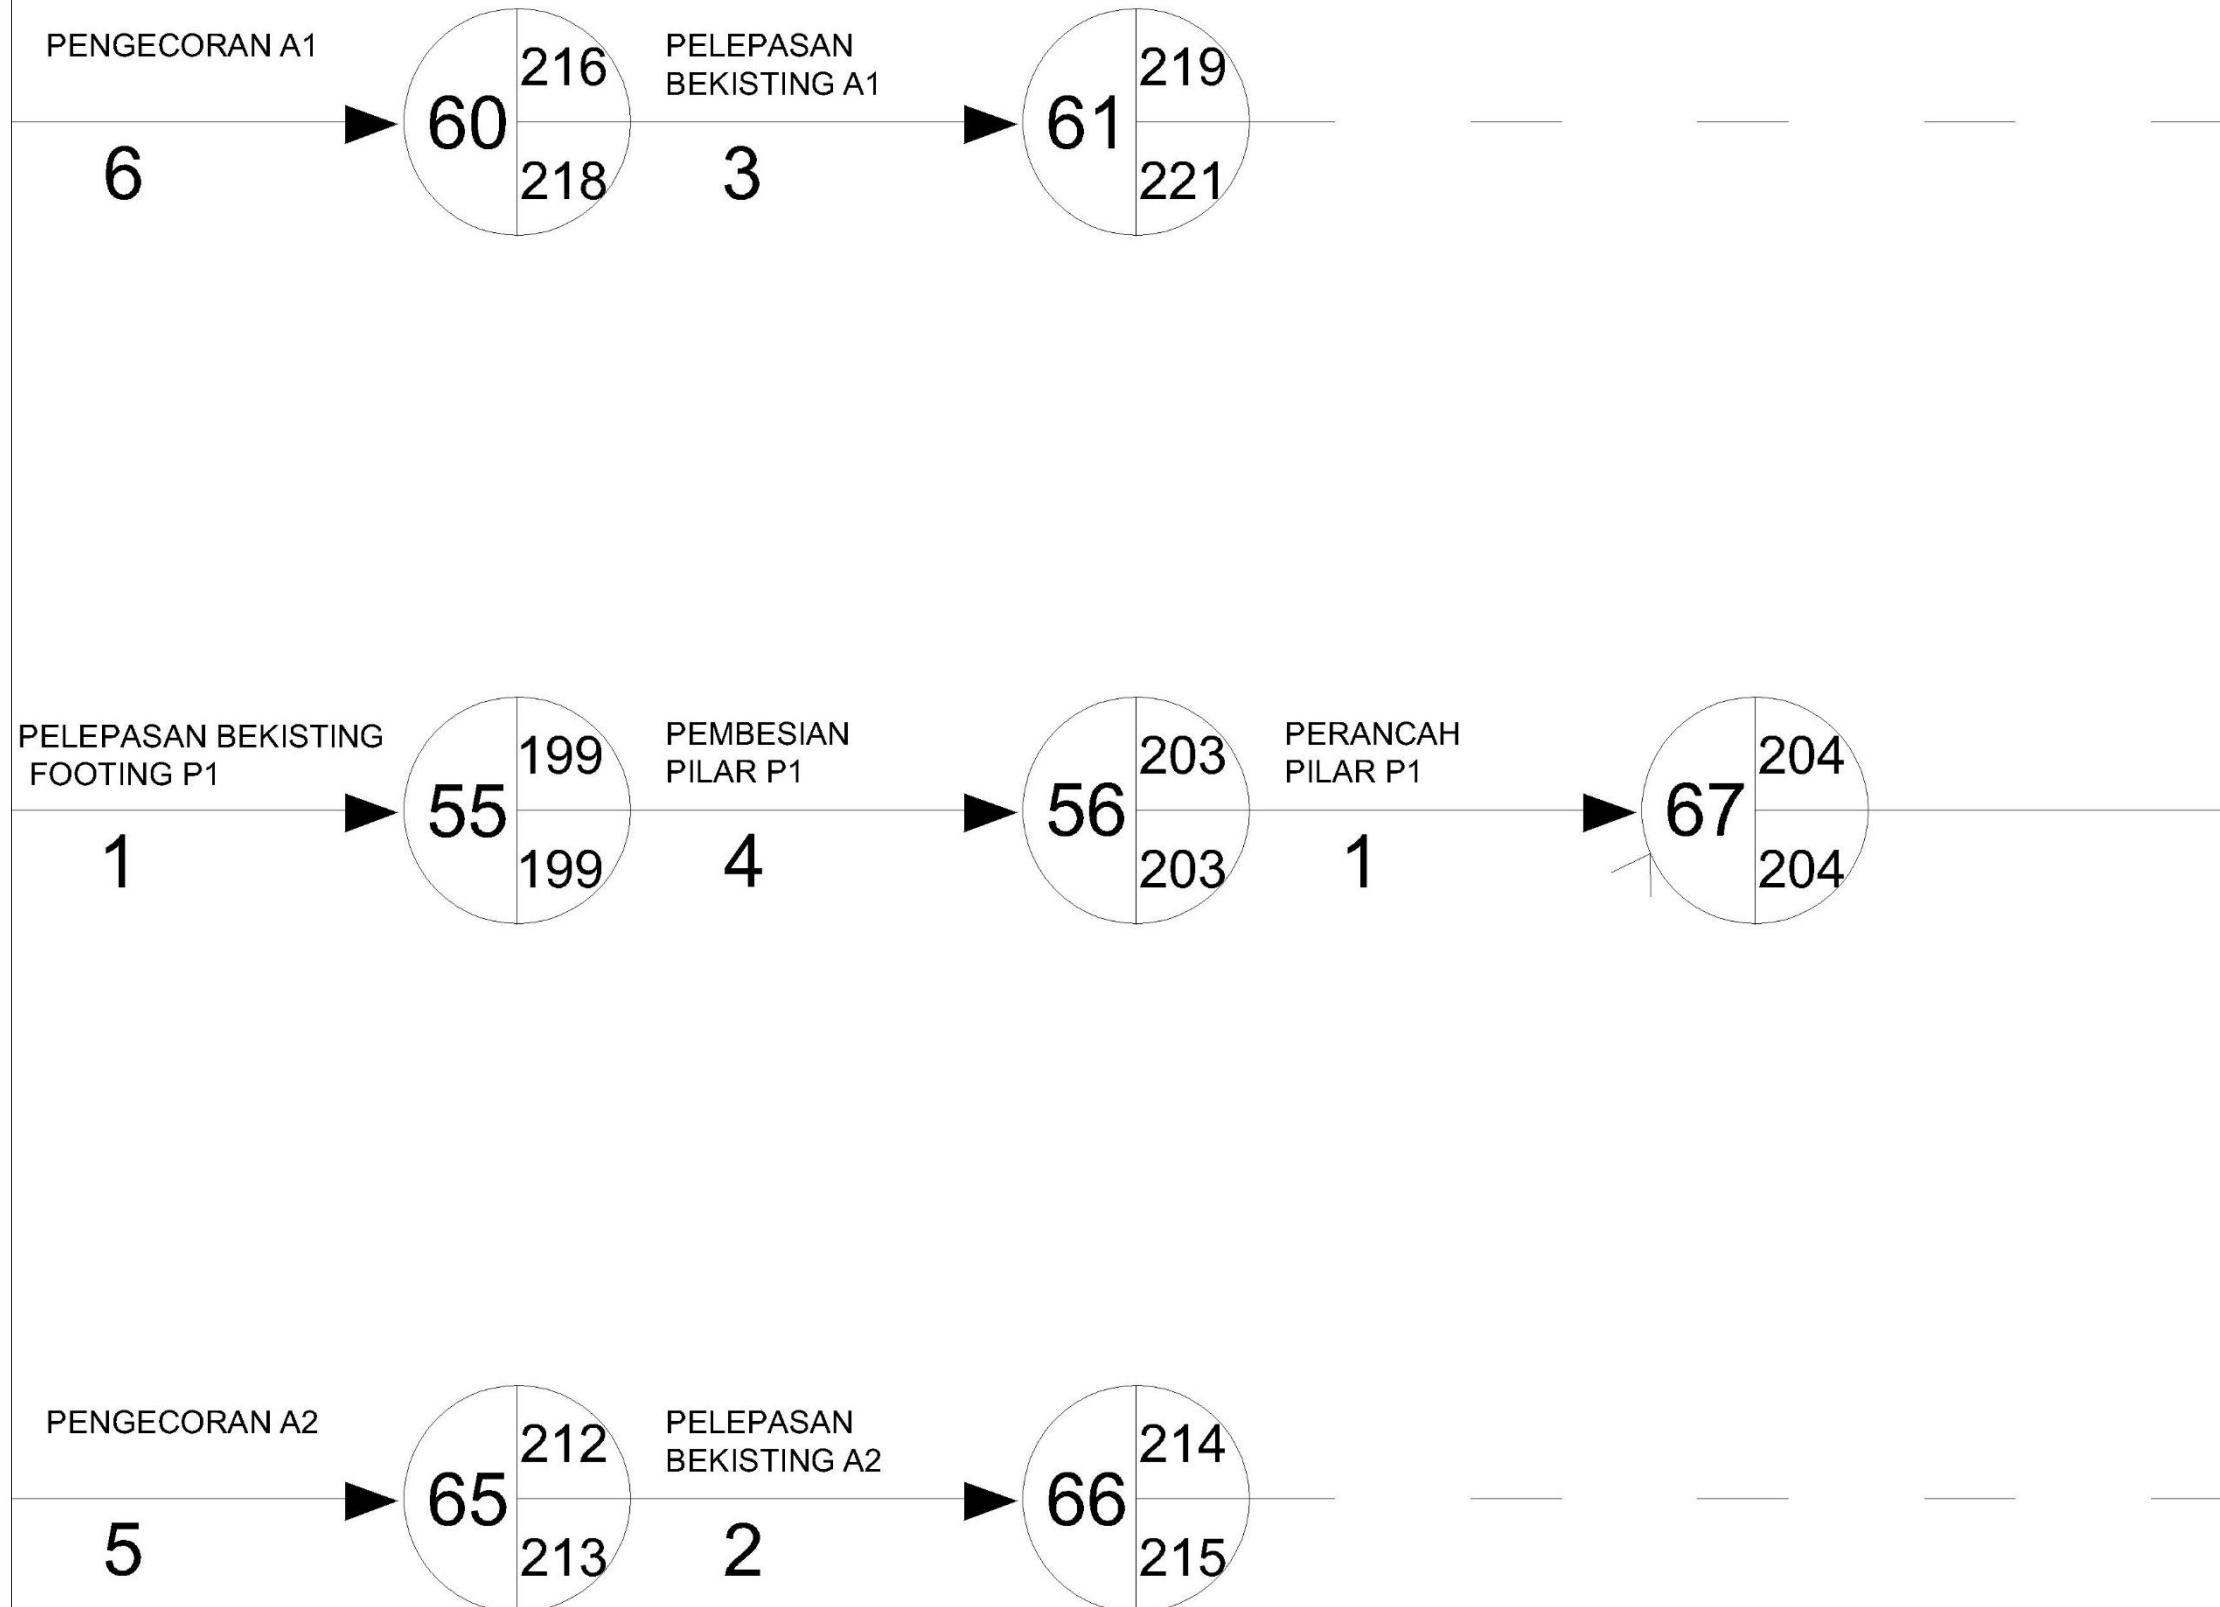 PENGECORAN A1
6
60
216
218
PELEPASAN
BEKISTING A1
3
61
219
221
PELEPASAN BEKISTING
FOOTING P1
1
55
199
199
PEMBESIAN
PILAR P1
4
56
203
203
PERANCAH
PILAR P1
1
67
204
204
PENGECORAN A2
5
65
212
213
PELEPASAN
BEKISTING A2
2
66
214
215